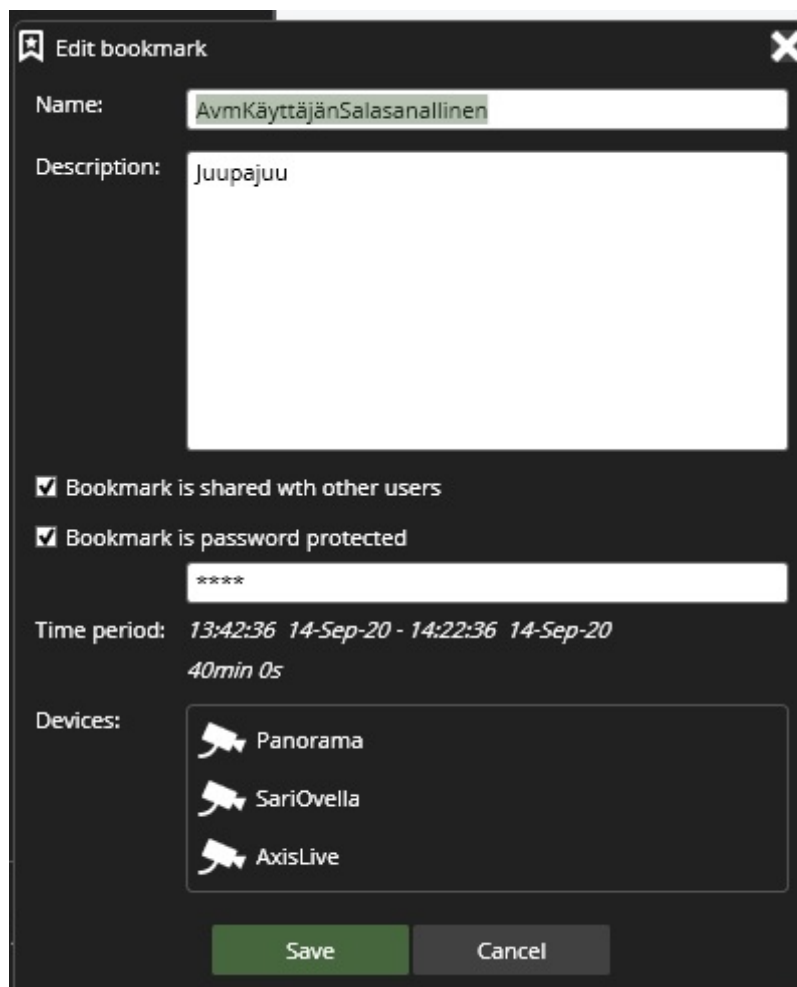 Edit bookmark
Name: AvmKäyttäjänSalasanallinen
Description: Juupajuu
Bookmark is shared wth other users
Bookmark is password protected
****
Time period: 13:42:36 14-Sep-20 - 14:22:36 14-Sep-20
40min 0s
Devices:
Panorama
SariOvella
AxisLive
Save Cancel